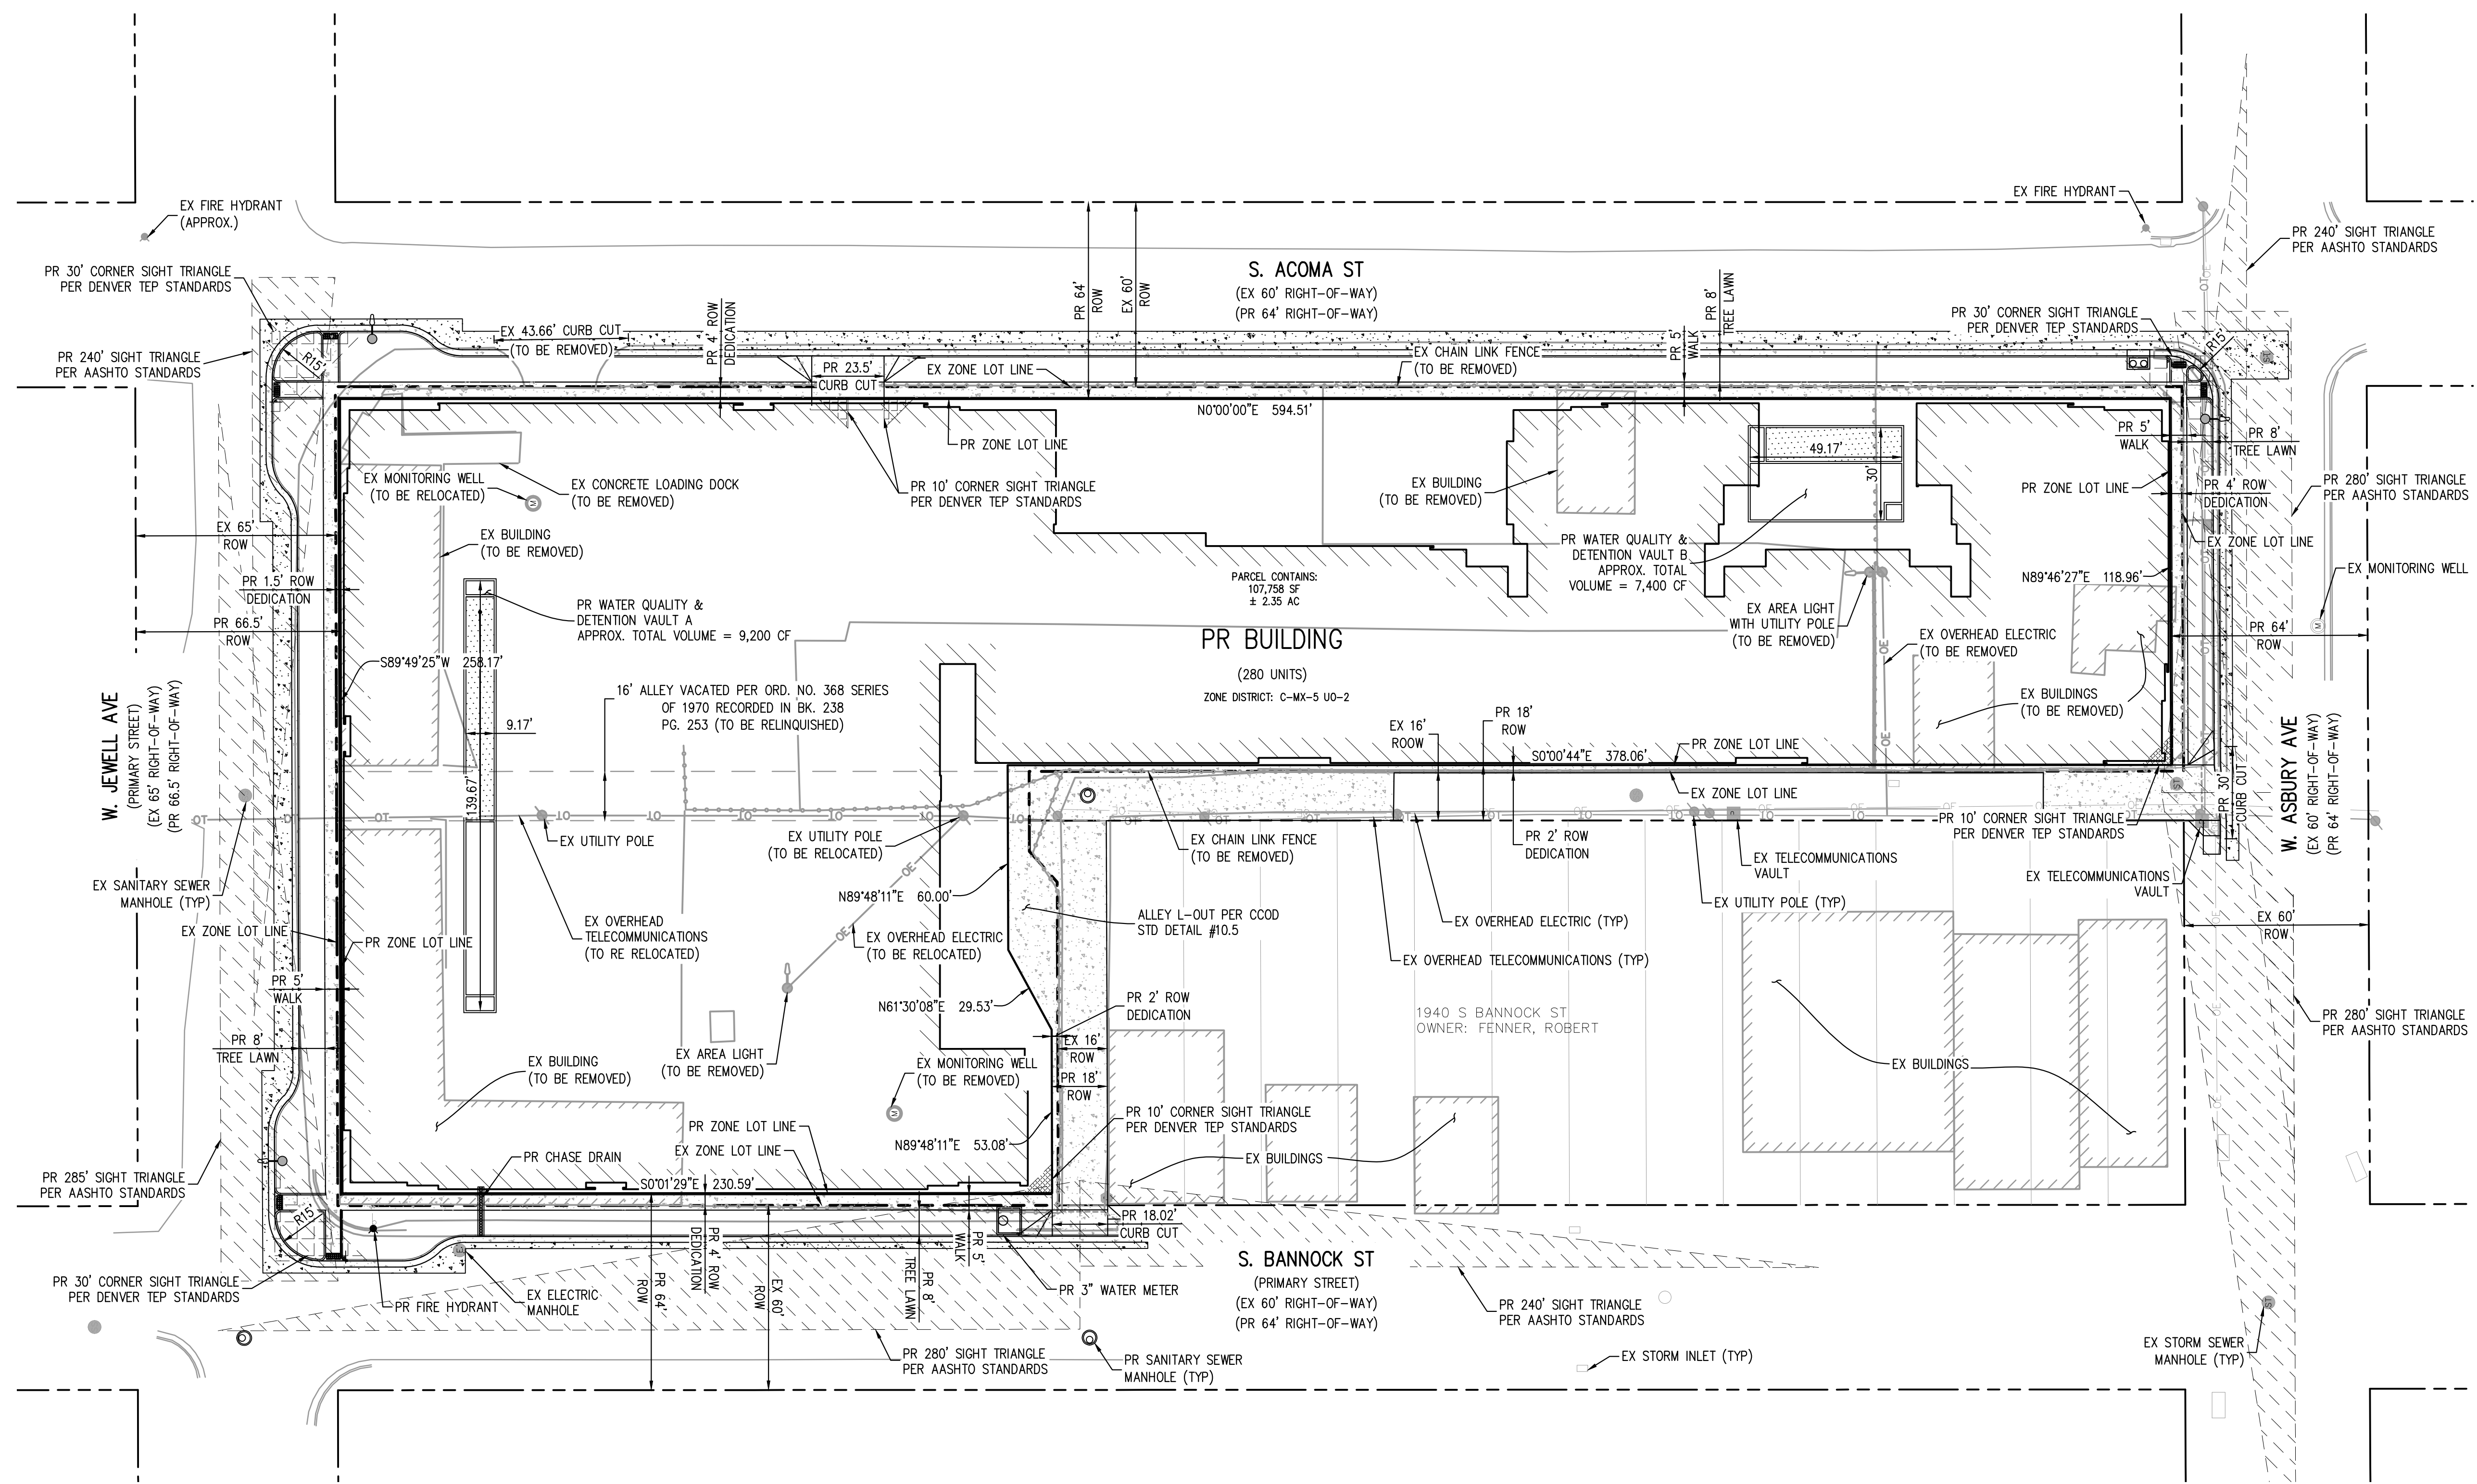 EX FIRE HYDRANT
(APPROX.)
EX FIRE HYDRANT
PR 240' SIGHT TRIANGLE
PER AASHTO STANDARDS
PR 30' CORNER SIGHT TRIANGLE
PER DENVER TEP STANDARDS
PR 64'
ROW
EX 60'
ROW
S. ACOMA ST
(EX 60' RIGHT-OF-WAY)
(PR 64' RIGHT-OF-WAY)
PR 8'
TREE LAWN
PR 30' CORNER SIGHT TRIANGLE
PER DENVER TEP STANDARDS
PR 240' SIGHT TRIANGLE
PER AASHTO STANDARDS
R15'
EX 43.66' CURB CUT
(TO BE REMOVED)
PR 4' ROW
DEDICATION
PR 23.5'
CURB CUT
EX ZONE LOT LINE
EX CHAIN LINK FENCE
(TO BE REMOVED)
PR 5'
WALK
R15'
ST
N0°00'00"E 594.51'
PR ZONE LOT LINE
PR 5'
WALK
PR 8'
TREE LAWN
EX MONITORING WELL
(TO BE RELOCATED)
M
EX CONCRETE LOADING DOCK
(TO BE REMOVED)
PR 10' CORNER SIGHT TRIANGLE
PER DENVER TEP STANDARDS
EX BUILDING
(TO BE REMOVED)
49.17'
30'
PR ZONE LOT LINE
PR 4' ROW
DEDICATION
PR 280' SIGHT TRIANGLE
PER AASHTO STANDARDS
EX 65'
ROW
EX BUILDING
(TO BE REMOVED)
PR WATER QUALITY &
DETENTION VAULT B
APPROX. TOTAL
VOLUME = 7,400 CF
EX ZONE LOT LINE
PR 1.5' ROW
DEDICATION
PARCEL CONTAINS:
107,758 SF
± 2.35 AC
N89°46'27"E 118.96'
EX MONITORING WELL
M
PR WATER QUALITY &
DETENTION VAULT A
APPROX. TOTAL VOLUME = 9,200 CF
PR 66.5'
ROW
PR BUILDING
(280 UNITS)
ZONE DISTRICT: C-MX-5 UO-2
EX AREA LIGHT
WITH UTILITY POLE
(TO BE REMOVED)
OE
EX OVERHEAD ELECTRIC
(TO BE REMOVED
PR 64'
ROW
S89°49'25"W 258.17'
W. JEWELL AVE
(PRIMARY STREET)
(EX 65' RIGHT-OF-WAY)
(PR 66.5' RIGHT-OF-WAY)
16' ALLEY VACATED PER ORD. NO. 368 SERIES
OF 1970 RECORDED IN BK. 238
PG. 253 (TO BE RELINQUISHED)
9.17'
139.67'
EX 16'
ROOW
PR 18'
ROW
EX BUILDINGS
(TO BE REMOVED)
PR ZONE LOT LINE
S0°00'44"E 378.06'
OE
W. ASBURY AVE
(EX 60' RIGHT-OF-WAY)
(PR 64' RIGHT-OF-WAY)
EX ZONE LOT LINE
PR 30'
CURB CUT
ST
OT
OT
OT
EX UTILITY POLE
EX UTILITY POLE
(TO BE RELOCATED)
EX CHAIN LINK FENCE
(TO BE REMOVED)
PR 2' ROW
DEDICATION
PR 10' CORNER SIGHT TRIANGLE
PER DENVER TEP STANDARDS
EX TELECOMMUNICATIONS
VAULT
EX TELECOMMUNICATIONS
VAULT
EX SANITARY SEWER
MANHOLE (TYP)
OE
N89°48'11"E 60.00'
EX UTILITY POLE (TYP)
ALLEY L-OUT PER CCOD
STD DETAIL #10.5
EX OVERHEAD ELECTRIC (TYP)
EX 60'
ROW
EX OVERHEAD
TELECOMMUNICATIONS
(TO RE RELOCATED)
EX ZONE LOT LINE
PR ZONE LOT LINE
OE
EX OVERHEAD ELECTRIC
(TO BE RELOCATED)
EX OVERHEAD TELECOMMUNICATIONS (TYP)
PR 5'
WALK
N61°30'08"E 29.53'
PR 2' ROW
DEDICATION
1940 S BANNOCK ST
OWNER: FENNER, ROBERT
PR 280' SIGHT TRIANGLE
PER AASHTO STANDARDS
PR 8'
TREE LAWN
EX 16'
ROW
EX AREA LIGHT
(TO BE REMOVED)
EX BUILDING
(TO BE REMOVED)
EX MONITORING WELL
(TO BE REMOVED)
M
PR 18'
ROW
EX BUILDINGS
PR 10' CORNER SIGHT TRIANGLE
PER DENVER TEP STANDARDS
PR ZONE LOT LINE
EX ZONE LOT LINE
N89°48'11"E 53.08'
PR CHASE DRAIN
EX BUILDINGS
PR 285' SIGHT TRIANGLE
PER AASHTO STANDARDS
S0°01'29"E 230.59'
R15'
PR 18.02'
CURB CUT
PR 4' ROW
DEDICATION
PR 5'
WALK
S. BANNOCK ST
(PRIMARY STREET)
(EX 60' RIGHT-OF-WAY)
(PR 64' RIGHT-OF-WAY)
PR 30' CORNER SIGHT TRIANGLE
PER DENVER TEP STANDARDS
PR FIRE HYDRANT
EX ELECTRIC
MANHOLE
PR 64'
ROW
EX 60'
ROW
PR 8'
TREE LAWN
PR 3" WATER METER
PR 240' SIGHT TRIANGLE
PER AASHTO STANDARDS
ST
PR 280' SIGHT TRIANGLE
PER AASHTO STANDARDS
PR SANITARY SEWER
MANHOLE (TYP)
EX STORM INLET (TYP)
EX STORM SEWER
MANHOLE (TYP)